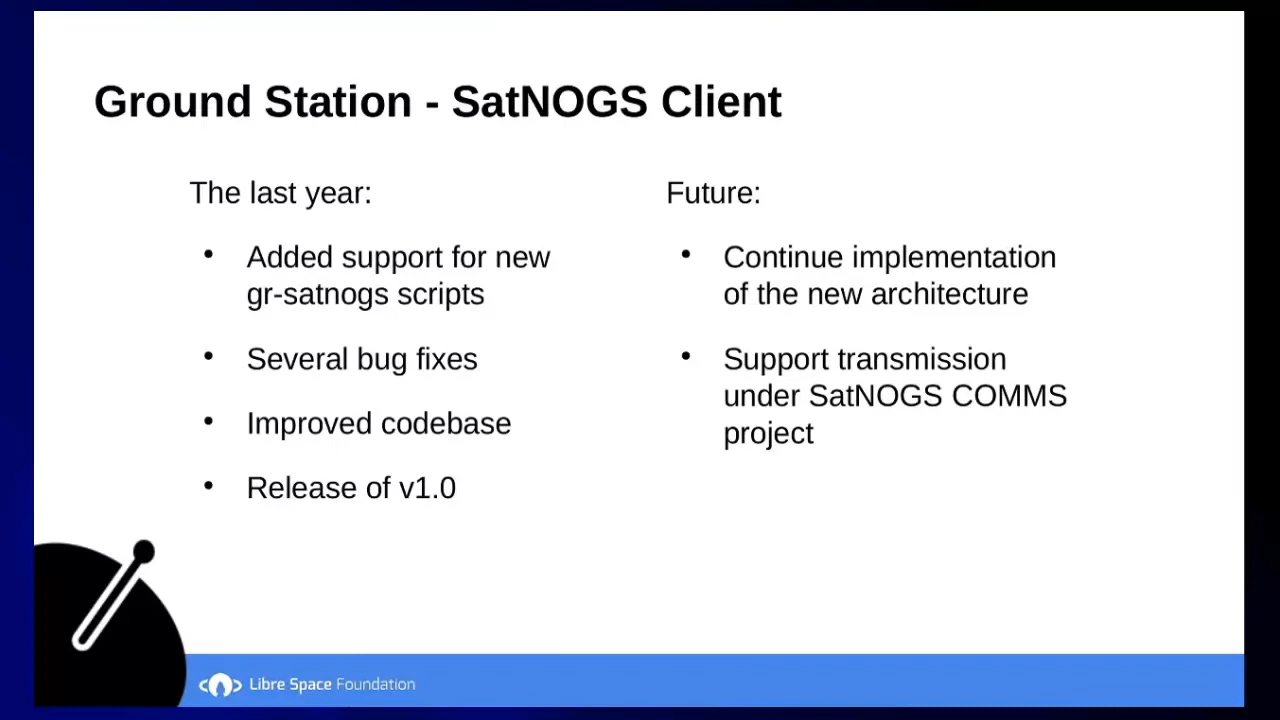 Ground Station - SatNOGS Client
The last year:
• Added support for new
gr-satnogs scripts
• Several bug fixes
• Improved codebase
• Release of v1.0
Future:
• Continue implementation
of the new architecture
• Support transmission
under SatNOGS COMMS
project
Libre Space Foundation